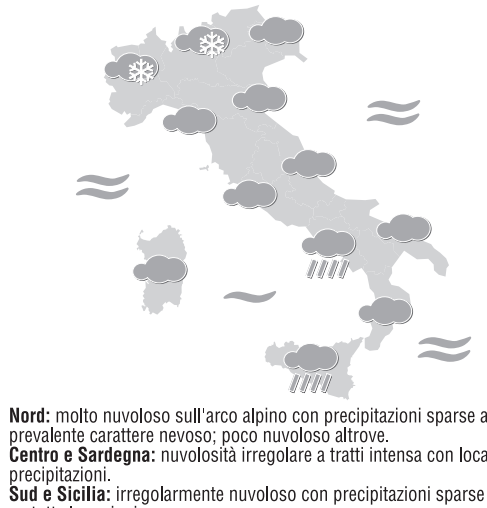 Nord: molto nuvoloso sull'arco alpino con precipitazioni sparse a
prevalente carattere nevoso; poco nuvoloso altrove.
Centro e Sardegna: nuvolosità irregolare a tratti intensa con loca
precipitazioni.
Sud e Sicilia: irregolarmente nuvoloso con precipitazioni sparse